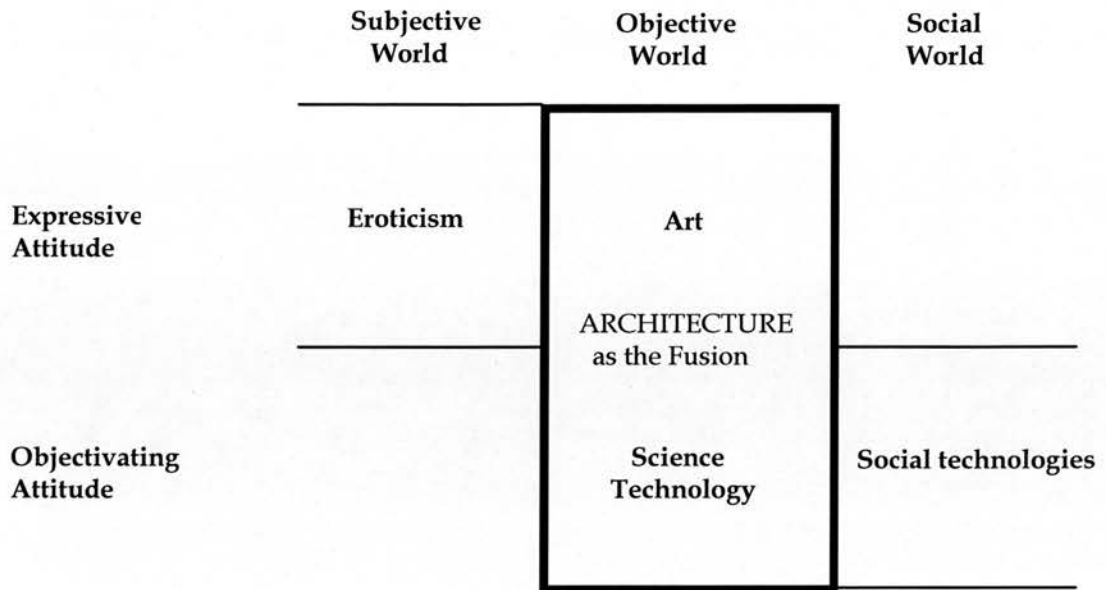 Subjective World
Objective World
Social World
Expressive Attitude
Eroticism
Art
ARCHITECTURE
as the Fusion
Objectivating Attitude
Science Technology
Social technologies